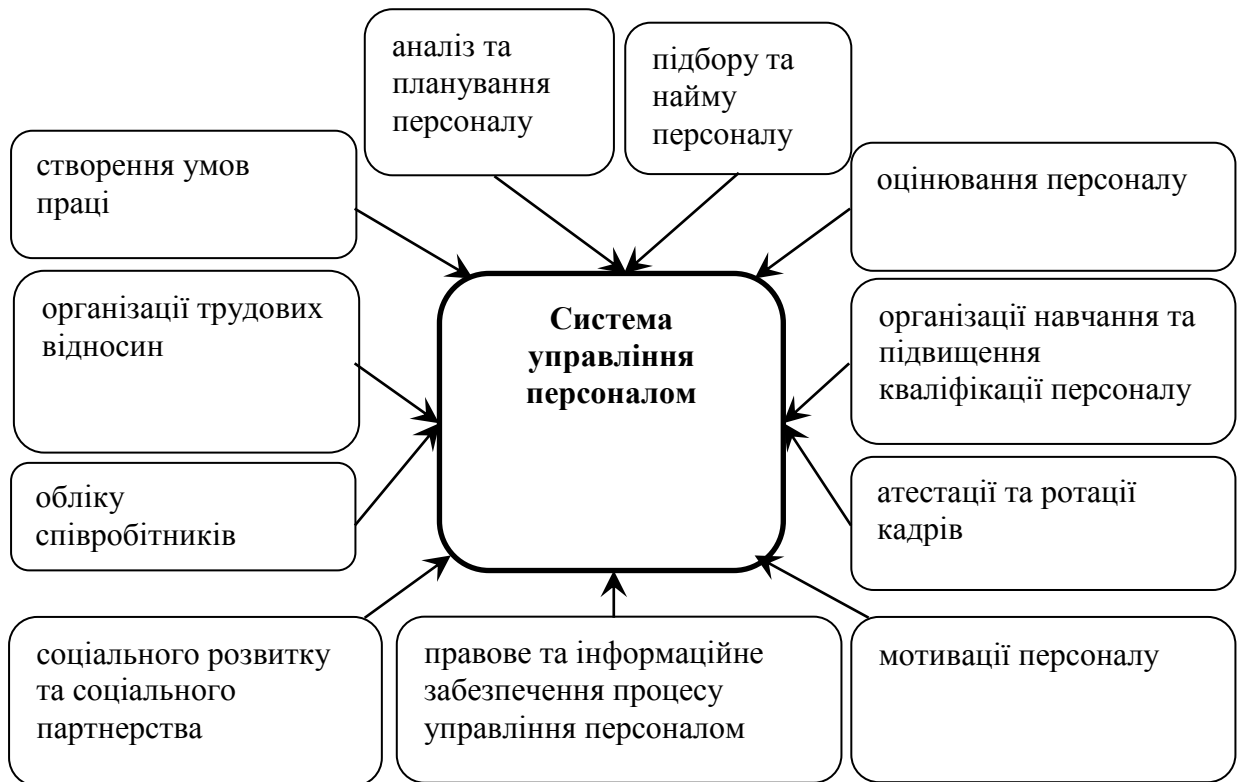 аналіз та
планування
персоналу
підбору та
найму
персоналу
створення умов
праці
оцінювання персоналу
організації трудових
відносин
Система
управління
персоналом
організації навчання та
підвищення
кваліфікації персоналу
обліку
співробітників
атестації та ротації
кадрів
соціального розвитку
та соціального
партнерства
правове та інформаційне
забезпечення процесу
управління персоналом
мотивації персоналу